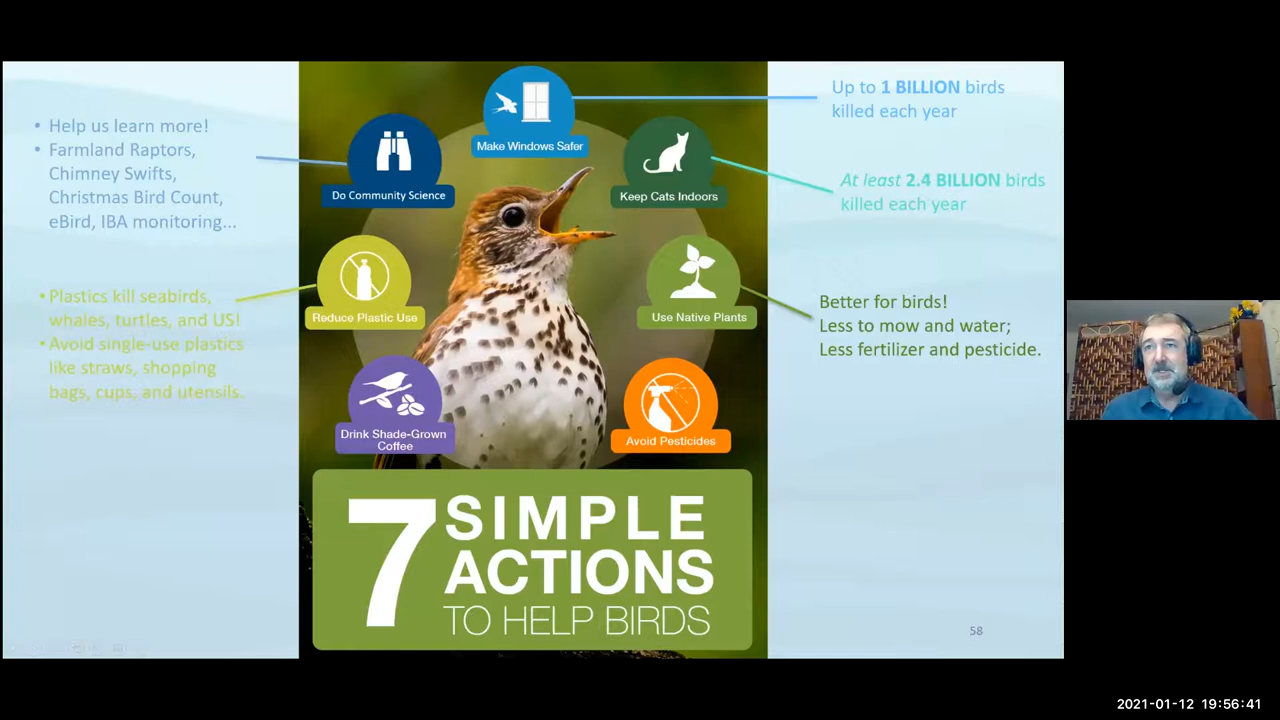 • Help us learn more!
• Farmland Raptors,
Chimney Swifts,
Christmas Bird Count,
eBird, IBA monitoring...
• Plastics kill seabirds,
whales, turtles, and US!
• Avoid single-use plastics
like straws, shopping
bags, cups, and utensils.
Make Windows Safer
Do Community Science
Keep Cats Indoors
Reduce Plastic Use
Use Native Plants
Drink Shade-Grown
Coffee
Avoid Pesticides
7 SIMPLE
ACTIONS
TO HELP BIRDS
Up to 1 BILLION birds
killed each year
At least 2.4 BILLION birds
killed each year
Better for birds!
Less to mow and water;
Less fertilizer and pesticide.
58
2021-01-12 19:56:41